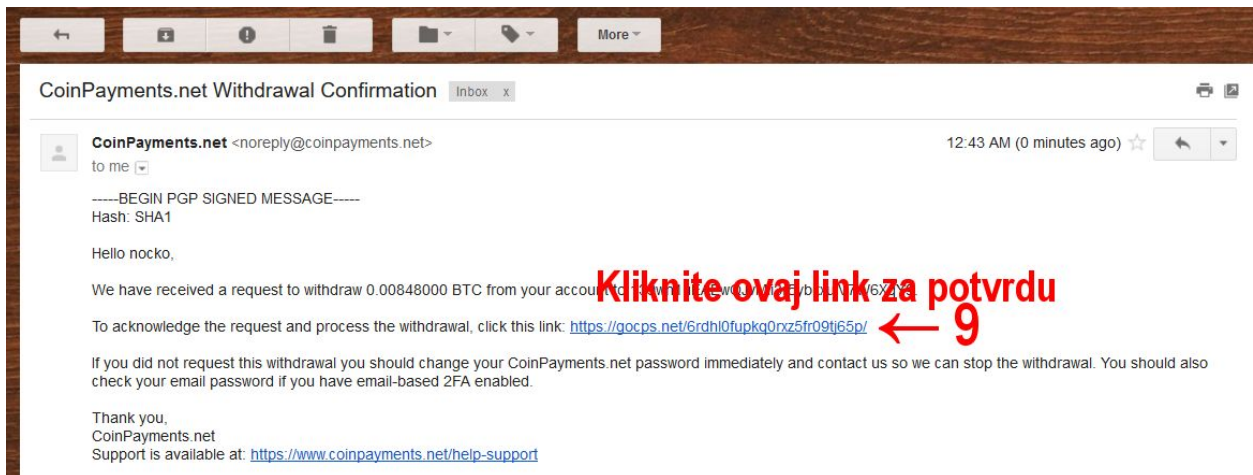 More
CoinPayments.net Withdrawal Confirmation Inbox x
CoinPayments.net <noreply@coinpayments.net> 12:43 AM (0 minutes ago)
to me
-----BEGIN PGP SIGNED MESSAGE-----
Hash: SHA1
Hello nocko,
Kliknite ovaj link za potvrdu
We have received a request to withdraw 0.00848000 BTC from your account to
To acknowledge the request and process the withdrawal, click this link: https://gocps.net/6rdhl0fupkq0rxz5fr09tj65p/ ← 9
If you did not request this withdrawal you should change your CoinPayments.net password immediately and contact us so we can stop the withdrawal. You should also
check your email password if you have email-based 2FA enabled.
Thank you,
CoinPayments.net
Support is available at: https://www.coinpayments.net/help-support